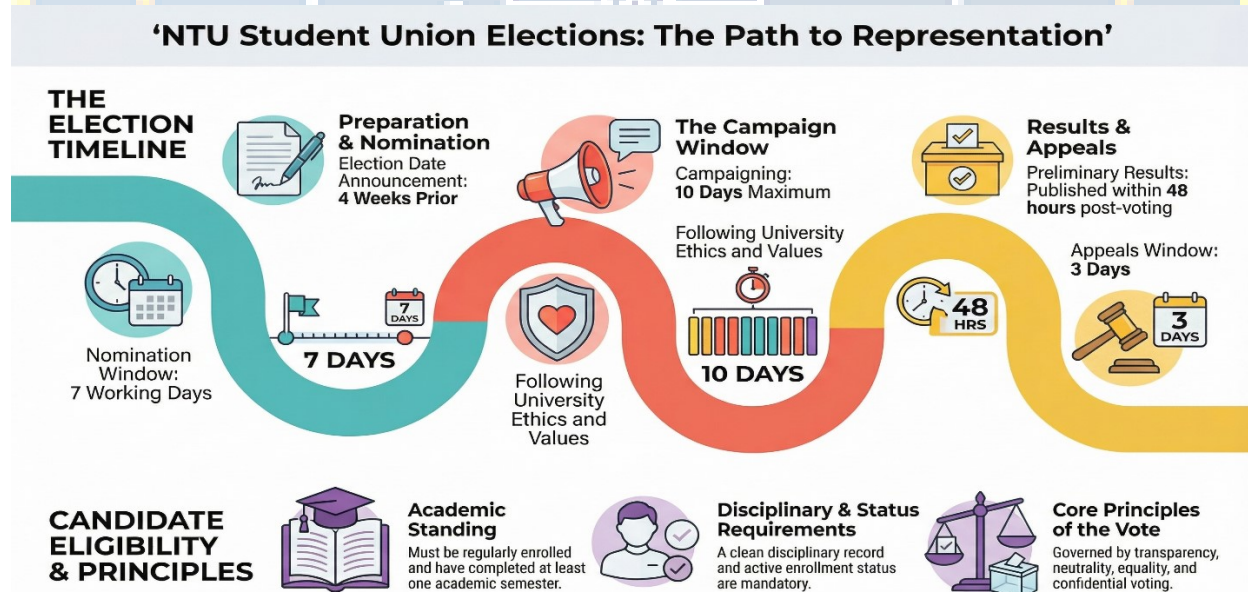 ‘NTU Student Union Elections: The Path to Representation’
THE
ELECTION
TIMELINE
Preparation
& Nomination
Election Date
Announcement:
4 Weeks Prior
Nomination
Window:
7 Working Days
7
DAYS
7 DAYS
The Campaign
Window
Campaigning:
10 Days Maximum
Following University
Ethics and Values
Following
University
Ethics and
Values
10 DAYS
Results &
Appeals
Preliminary Results:
Published within 48
hours post-voting
48
HRS
Appeals Window:
3 Days
3
DAYS
CANDIDATE
ELIGIBILITY
& PRINCIPLES
Academic
Standing
Must be regularly enrolled
and have completed at least
one academic semester.
Disciplinary & Status
Requirements
A clean disciplinary record
and active enrollment status
are mandatory.
Core Principles
of the Vote
Governed by transparency,
neutrality, equality, and
confidential voting.